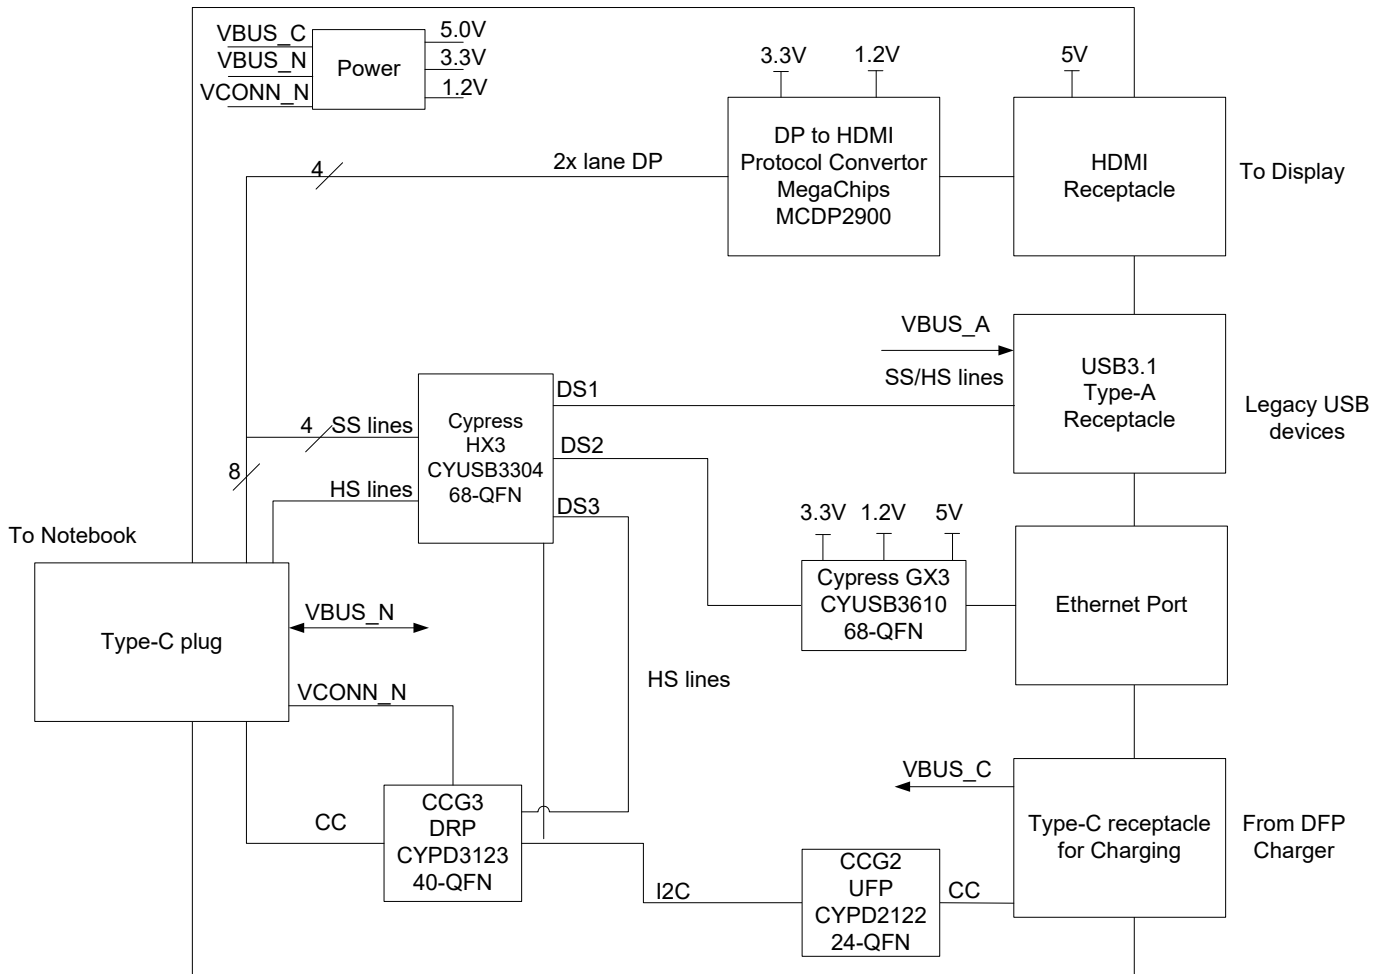 VBUS_C
VBUS_N
VCONN_N
Power
5.0V
3.3V
1.2V
3.3V
1.2V
5V
4
2x lane DP
DP to HDMI
Protocol Convertor
MegaChips
MCDP2900
HDMI
Receptacle
To Display
VBUS_A
SS/HS lines
USB3.1
Type-A
Receptacle
Legacy USB
devices
4
SS lines
8
HS lines
Cypress
HX3
CYUSB3304
68-QFN
DS1
DS2
DS3
3.3V
1.2V
5V
Cypress GX3
CYUSB3610
68-QFN
Ethernet Port
To Notebook
Type-C plug
VBUS_N
VCONN_N
HS lines
CC
CCG3
DRP
CYPD3123
40-QFN
I2C
CCG2
UFP
CYPD2122
24-QFN
CC
VBUS_C
Type-C receptacle
for Charging
From DFP
Charger